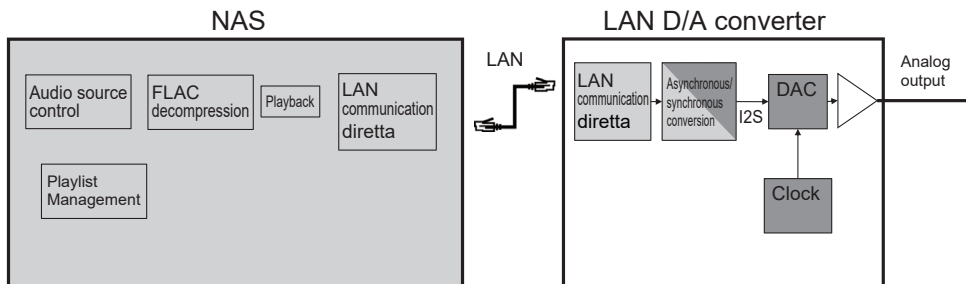 NAS
LAN D/A converter
LAN
Audio source
control
FLAC
decompression
Playback
LAN
communication
diretta
Playlist
Management
LAN
communication
diretta
Asynchronous/
synchronous
conversion
I2S
DAC
Clock
Analog
output